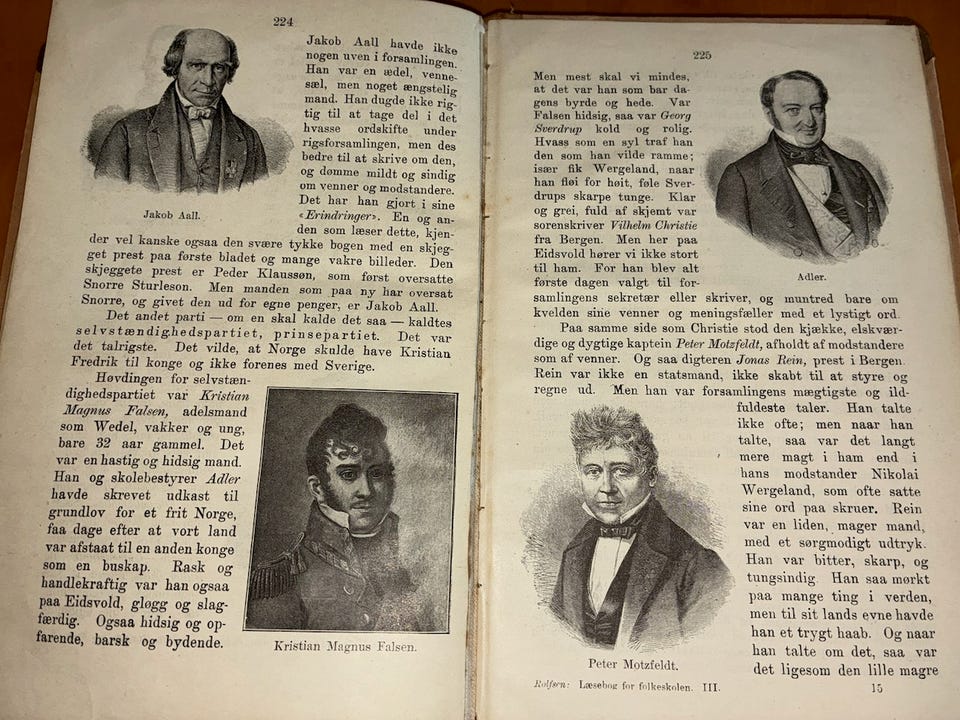 224
Jakob Aall havde ikke
nogen uven i forsamlingen.
Han var en ædel, venne-
sæl, men noget ængstelig
mand. Han dugde ikke rig-
tig til at tage del i det
hvasse ordskifte under
rigsforsamlingen, men des
bedre til at skrive om den,
og dømme mildt og sindig
om venner og modstandere.
Det har han gjort i sine
«Erindringer». En og an-
den som læser dette, kjen-
Jakob Aall.
der vel kanske ogsaa den svære tykke bogen med en skjeg-
get prest paa første bladet og mange vakre billeder. Den
skjeggete prest er Peder Klaussøn, som først oversatte
Snorre Sturleson. Men manden som paa ny har oversat
Snorre, og givet den ud for egne penger, er Jakob Aall.
Det andet parti — om en skal kalde det saa — kaldtes
selvstændighedspartiet, prinsepartiet. Det var
det talrigste. Det vilde, at Norge skulde have Kristian
Fredrik til konge og ikke forenes med Sverige.
Høvdingen for selvstæn-
dighedspartiet var Kristian
Magnus Falsen, adelsmand
som Wedel, vakker og ung,
bare 32 aar gammel. Det
var en hastig og hidsig mand.
Han og skolebestyrer Adler
havde skrevet udkast til
grundlov for et frit Norge,
faa dage efter at vort land
var afstaat til en anden konge
som en buskap. Rask og
handlekraftig var han ogsaa
paa Eidsvold, gløgg og slag-
færdig. Ogsaa hidsig og op-
farende, barsk og bydende.
Kristian Magnus Falsen.
225
Men mest skal vi mindes,
at det var han som bar da-
gens byrde og hede. Var
Falsen hidsig, saa var Georg
Sverdrup kold og rolig.
Hvass som en syl traf han
den som han vilde ramme;
især fik Wergeland, naar
han fløi for høit, føle Sver-
drups skarpe tunge. Klar
og grei, fuld af skjemt var
sorenskriver Vilhelm Christie
fra Bergen. Men her paa
Eidsvold hører vi ikke stort
til ham. For han blev alt
første dagen valgt til for-
Adler.
samlingens sekretær eller skriver, og muntred bare om
kvelden sine venner og meningsfæller med et lystigt ord.
Paa samme side som Christie stod den kjække, elskvær-
dige og dygtige kaptein Peter Motzfeldt, afholdt af modstandere
som af venner. Og saa digteren Jonas Rein, prest i Bergen.
Rein var ikke en statsmand, ikke skabt til at styre og
regne ud. Men han var forsamlingens mægtigste og ild-
fuldeste taler. Han talte
ikke ofte; men naar han
talte, saa var det langt
mere magt i ham end i
hans modstander Nikolai
Wergeland, som ofte satte
sine ord paa skruer. Rein
var en liden, mager mand,
med et sørgmodigt udtryk.
Han var bitter, skarp, og
tungsindig. Han saa mørkt
paa mange ting i verden,
men til sit lands evne havde
han et trygt haab. Og naar
han talte om det, saa var
det ligesom den lille magre
Peter Motzfeldt.
Rolfsen: Læsebog for folkeskolen. III.
15